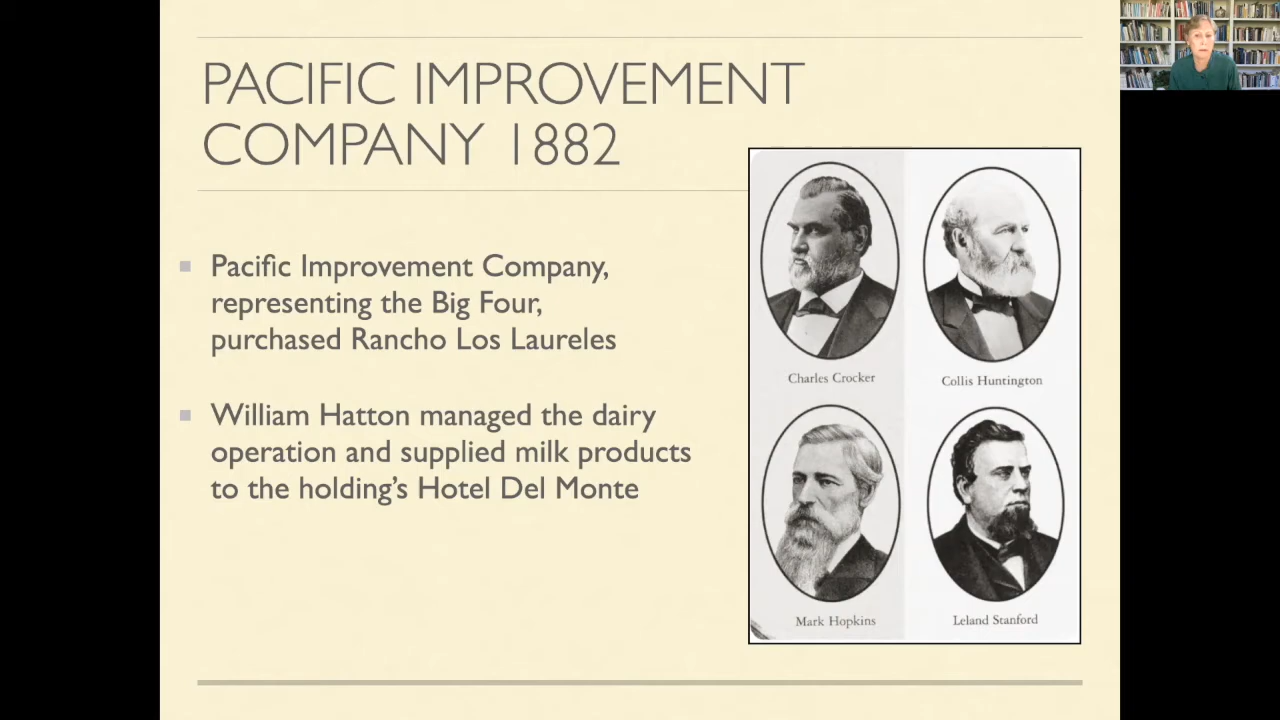 PACIFIC IMPROVEMENT
COMPANY 1882
Pacific Improvement Company,
representing the Big Four,
purchased Rancho Los Laureles
William Hatton managed the dairy
operation and supplied milk products
to the holding’s Hotel Del Monte
Charles Crocker
Collis Huntington
Mark Hopkins
Leland Stanford